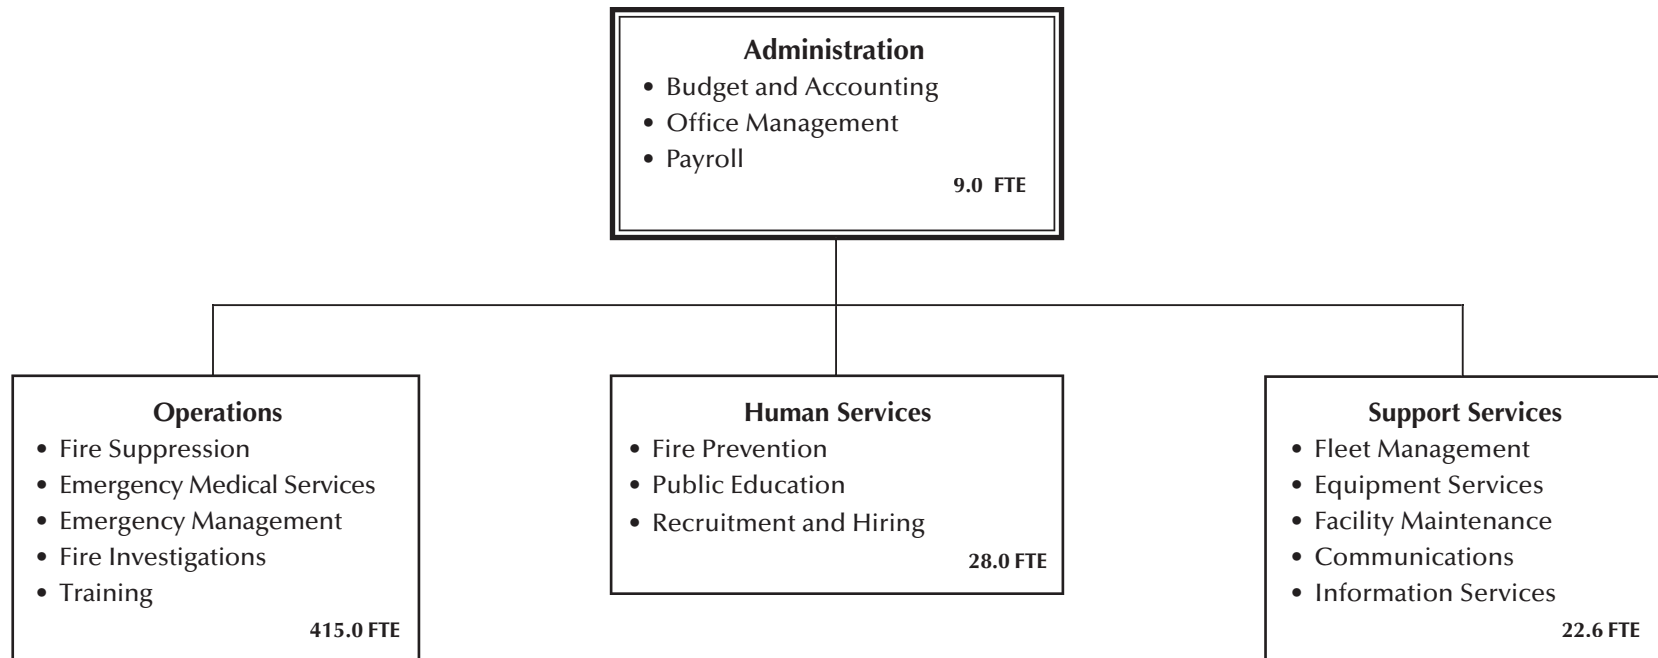 Administration
• Budget and Accounting
• Office Management
• Payroll
9.0 FTE
Operations
• Fire Suppression
• Emergency Medical Services
• Emergency Management
• Fire Investigations
• Training
415.0 FTE
Human Services
• Fire Prevention
• Public Education
• Recruitment and Hiring
28.0 FTE
Support Services
• Fleet Management
• Equipment Services
• Facility Maintenance
• Communications
• Information Services
22.6 FTE